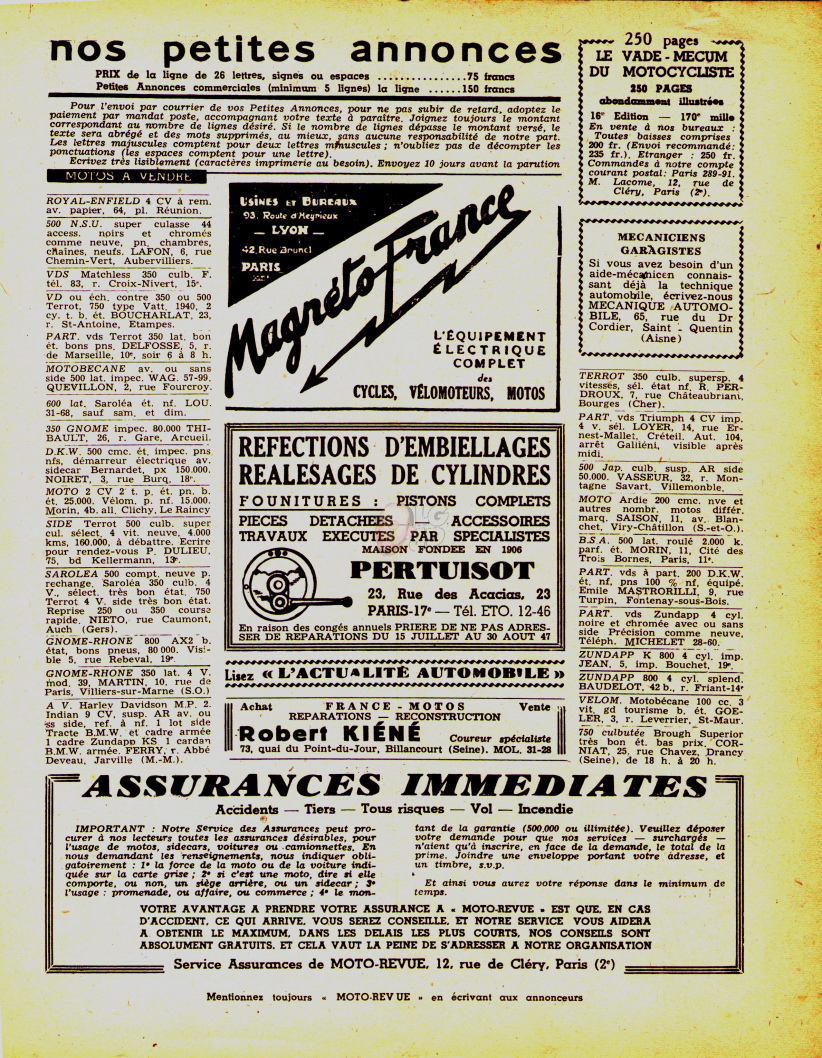 nos petites annonces
PRIX de la ligne de 26 lettres, signes ou espaces ................75 francs
Petites Annonces commerciales (minimum 5 lignes) la ligne ......150 francs
Pour l'envoi par courrier de vos Petites Annonces, pour ne pas subir de retard, adoptez le
paiement par mandat poste, accompagnant votre texte à paraître. Joignez toujours le montant
correspondant au nombre de lignes désiré. Si le nombre de lignes dépasse le montant versé, le
texte sera abrégé et des mots supprimés, au mieux, sans aucune responsabilité de notre part.
Les lettres majuscules comptent pour deux lettres minuscules ; n'oubliez pas de décompter les
ponctuations (les espaces comptent pour une lettre).
Ecrivez très lisiblement (caractères imprimerie au besoin). Envoyez 10 jours avant la parution
MOTOS A VENDRE
ROYAL-ENFIELD 4 CV à rem.
av. papier, 64, pl. Réunion.
500 N.S.U. super culasse 44
access. noirs et chromés
comme neuve, pn. chambrés,
chaînes, neufs. LAFON, 6, rue
Chemin-Vert, Aubervilliers.
VDS Matchless 350 culb. F.
tél. 83, r. Croix-Nivert, 15e.
VD ou éch. contre 350 ou 500
Terrot, 750 type Vatt. 1940, 2
cy. t. b. ét. BOUCHARLAT, 23,
r. St-Antoine, Etampes.
PART. vds Terrot 350 lat. bon
ét. bons pns. DELFOSSE, 5, r.
de Marseille, 10e, soir 6 à 8 h.
MOTOBECANE av. ou sans
side 500 lat. impec. WAG. 57-99,
QUEVILLON, 2, rue Fourcroy.
600 lat. Saroléa ét. nf. LOU.
31-68, sauf sam. et dim.
350 GNOME impec. 80.000 THI-
BAULT, 26, r. Gare, Arcueil.
D.K.W. 500 cmc. ét. impec. pns
nfs, démarreur électrique av.
sidecar Bernardet, px 150.000.
NOIRET, 3, rue Burq, 18e.
MOTO 2 CV 2 t. p. ét. pn. b.
ét. 25.000. Vélom. p. nf. 15.000.
Morin, 4b. all. Clichy, Le Raincy
SIDE Terrot 500 culb. super
cul. sélect. 4 vit. neuve, 4.000
kms, 160.000, à débattre. Ecrire
pour rendez-vous P. DULIEU,
75, bd Kellermann, 13e.
SAROLEA 500 compt. neuve p.
rechange. Saroléa 350 culb. 4
V., sélect. très bon état, 750
Terrot 4 V. side très bon état.
Reprise 250 ou 350 course
rapide. NIETO, rue Caumont,
Auch (Gers).
GNOME-RHONE 800 AX2 b.
état, bons pneus, 80 000. Visi-
ble 5, rue Rebeval, 19e.
GNOME-RHONE 350 lat. 4 V.
mod. 39, MARTIN, 10. rue de
Paris, Villiers-sur-Marne (S.O.)
A V. Harley Davidson M.P. 2.
Indian 9 CV, susp. AR av. ou
ss side, ref. à nf. 1 lot side
Tracte B.M.W. et cadre armée
1 cadre Zundapp KS 1 cardan
B.M.W. armée. FERRY, r. Abbé
Deveau, Jarville (M.-M.).
USINES ET BUREAUX
93. Route d'Heyrieux
— LYON —
42, Rue Brunel
PARIS
Magnéto France
L'ÉQUIPEMENT
ÉLECTRIQUE
COMPLET
des
CYCLES, VÉLOMOTEURS, MOTOS
REFECTIONS D'EMBIELLAGES
REALESAGES DE CYLINDRES
FOUNITURES : PISTONS COMPLETS
PIECES DETACHEES — ACCESSOIRES
TRAVAUX EXECUTES PAR SPECIALISTES
MAISON FONDEE EN 1906
PERTUISOT
23, Rue des Acacias, 23
PARIS-17e — Tél. ETO. 12-46
En raison des congés annuels PRIERE DE NE PAS ADRES-
SER DE REPARATIONS DU 15 JUILLET AU 30 AOUT 47
Lisez « L'ACTUALITÉ AUTOMOBILE »
Achat FRANCE - MOTOS Vente
REPARATIONS — RECONSTRUCTION
Robert KIÉNÉ Coureur spécialiste
73, quai du Point-du-Jour, Billancourt (Seine). MOL. 31-28
250 pages
LE VADE-MECUM
DU MOTOCYCLISTE
250 PAGES
abondamment illustrées
16e Edition — 170e mille
En vente à nos bureaux :
Toutes baisses comprises
200 fr. (Envoi recommandé:
235 fr.). Etranger : 250 fr.
Commandes à notre compte
courant postal: Paris 289-91.
M. Lacome, 12, rue de
Cléry, Paris (2e).
MECANICIENS
GARAGISTES
Si vous avez besoin d'un
aide-mécanicen connais-
sant déjà la technique
automobile, écrivez-nous
MECANIQUE AUTOMO-
BILE, 65, rue du Dr
Cordier, Saint - Quentin
(Aisne)
TERROT 350 culb. supersp. 4
vitesses, sél. état nf. R. PER-
DROUX, 7, rue Châteaubriant,
Bourges (Cher).
PART. vds Triumph 4 CV imp.
4 v. sél. LOYER, 14, rue Er-
nest-Mallet, Créteil. Aut. 104,
arrêt Galliéni, visible après
midi.
500 Jap. culb. susp. AR side
50.000. VASSEUR, 32, r. Mon-
tagne Savart, Villemonble.
MOTO Ardie 200 cmc. nve et
autres nombr. motos différ.
marq. SAISON, 11, av. Blan-
chet, Viry-Châtillon (S.-et-O.).
B.S.A. 500 lat. roulé 2.000 k.
parf. ét. MORIN, 11, Cité des
Trois Bornes, Paris, 11e.
PART. vds à part. 200 D.K.W.
ét. nf. pns 100 % nf, équipé.
Emile MASTRORILLI, 9, rue
Turpin, Fontenay-sous-Bois.
PART. vds Zundapp 4 cyl.
noire et chromée avec ou sans
side Précision comme neuve,
Téléph. MICHELET 28-60.
ZUNDAPP K 800 4 cyl. imp.
JEAN, 5, imp. Bouchet, 19e.
ZUNDAPP 800 4 cyl. splend.
BAUDELOT, 42 b., r. Friant-14e
VELOM. Motobécane 100 cc. 3
vit. gd tourisme b. ét. GOE-
LER, 3, r. Leverrier, St-Maur.
750 culbutée Brough Superior
très bon ét. bas prix. COR-
NIAT, 25, rue Chavez, Drancy
(Seine), de 18 h. à 20 h.
ASSURANCES IMMEDIATES
Accidents — Tiers — Tous risques — Vol — Incendie
IMPORTANT : Notre Service des Assurances peut pro-
curer à nos lecteurs toutes les assurances désirables, pour
l'usage de motos, sidecars, voitures ou camionnettes. En
nous demandant les renseignements, nous indiquer obli-
gatoirement : 1º la force de la moto ou de la voiture indi-
quée sur la carte grise ; 2º si c'est une moto, dire si elle
comporte, ou non, un siège arrière, ou un sidecar ; 3º
l'usage : promenade, ou affaire, ou commerce ; 4º le mon-
tant de la garantie (500.000 ou illimitée). Veuillez déposer
votre demande pour que nos services — surchargés —
n'aient qu'à inscrire, en face de la demande, le total de la
prime. Joindre une enveloppe portant votre adresse, et
un timbre, s.v.p.
Et ainsi vous aurez votre réponse dans le minimum de
temps.
VOTRE AVANTAGE A PRENDRE VOTRE ASSURANCE A « MOTO-REVUE » EST QUE, EN CAS
D'ACCIDENT, CE QUI ARRIVE, VOUS SEREZ CONSEILLE, ET NOTRE SERVICE VOUS AIDERA
A OBTENIR LE MAXIMUM, DANS LES DELAIS LES PLUS COURTS, NOS CONSEILS SONT
ABSOLUMENT GRATUITS. ET CELA VAUT LA PEINE DE S'ADRESSER A NOTRE ORGANISATION
Service Assurances de MOTO-REVUE, 12, rue de Cléry, Paris (2e)
Mentionnez toujours « MOTO-REVUE » en écrivant aux annonceurs